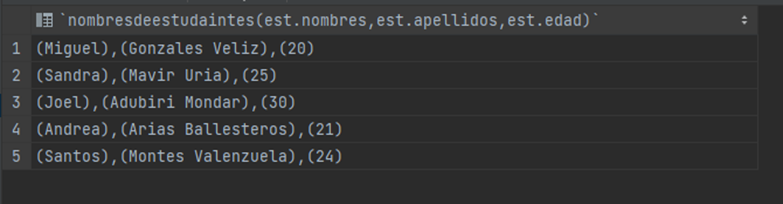 `nombresdeestudaintes(est.nombres,est.apellidos,est.edad)`
1 (Miguel),(Gonzales Veliz),(20)
2 (Sandra),(Mavir Uria),(25)
3 (Joel),(Adubiri Mondar),(30)
4 (Andrea),(Arias Ballesteros),(21)
5 (Santos),(Montes Valenzuela),(24)